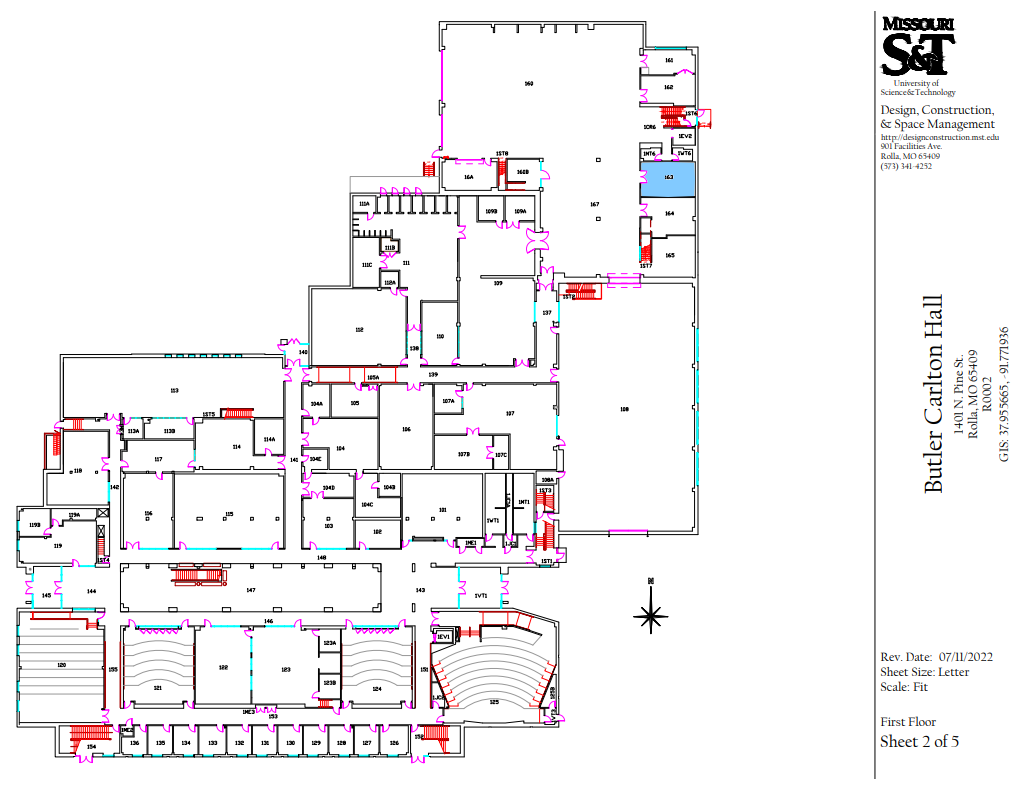 MISSOURI
S&T
University of
Science&Technology
Design, Construction,
& Space Management
http://designconstruction.mst.edu
901 Facilities Ave.
Rolla, MO 65409
(573) 341-4252
Butler Carlton Hall
1401 N. Pine St.
Rolla, MO 65409
R0002
GIS: 37.955665, -91.771936
Rev. Date: 07/11/2022
Sheet Size: Letter
Scale: Fit
First Floor
Sheet 2 of 5
160
161
162
1ST6
1CR6
1EV2
1MT6
1WT6
1ST8
16A
160B
163
167
164
165
1ST7
111A
109B
109A
111B
111C
111
112A
109
1ST2
137
112
110
138
140
139
105A
113
108
104A
105
107A
107
1ST5
106
113A
113B
114
114A
104
107B
107C
117
141
104E
118
142
104D
104B
108A
1ST3
104C
116
115
101
1MT1
1WT1
119A
119B
103
102
119
1ME1
1JC1
1ST4
148
1ST1
145
144
147
143
1VT1
N
146
1EV1
123A
120
155
122
123
151
121
123B
124
1JC2
125
125B
1ME3
153
1ME2
154
136
135
134
133
132
131
130
129
128
127
126
152